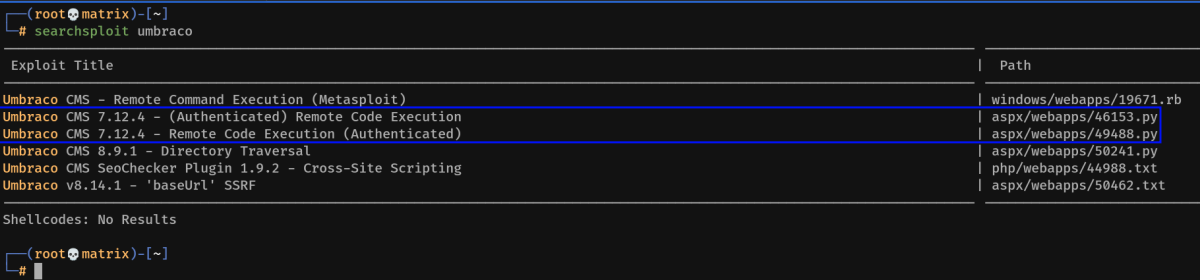 ┌──(root💀matrix)-[~]
└─# searchsploit umbraco
Exploit Title | Path
Umbraco CMS - Remote Command Execution (Metasploit) | windows/webapps/19671.rb
Umbraco CMS 7.12.4 - (Authenticated) Remote Code Execution | aspx/webapps/46153.py
Umbraco CMS 7.12.4 - Remote Code Execution (Authenticated) | aspx/webapps/49488.py
Umbraco CMS 8.9.1 - Directory Traversal | aspx/webapps/50241.py
Umbraco CMS SeoChecker Plugin 1.9.2 - Cross-Site Scripting | php/webapps/44988.txt
Umbraco v8.14.1 - 'baseUrl' SSRF | aspx/webapps/50462.txt
Shellcodes: No Results
┌──(root💀matrix)-[~]
└─#